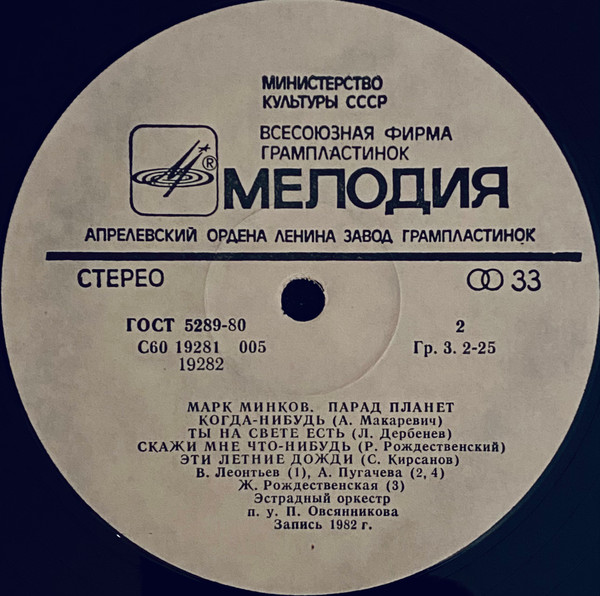 МИНИСТЕРСТВО
КУЛЬТУРЫ СССР
ВСЕСОЮЗНАЯ ФИРМА
ГРАМПЛАСТИНОК
®
МЕЛОДИЯ
АПРЕЛЕВСКИЙ ОРДЕНА ЛЕНИНА ЗАВОД ГРАМПЛАСТИНОК
СТЕРЕО 33
ГОСТ 5289-80 2
С60 19281 005 Гр. 3. 2-25
19282
МАРК МИНКОВ. ПАРАД ПЛАНЕТ
КОГДА-НИБУДЬ (А. Макаревич)
ТЫ НА СВЕТЕ ЕСТЬ (Л. Дербенев)
СКАЖИ МНЕ ЧТО-НИБУДЬ (Р. Рождественский)
ЭТИ ЛЕТНИЕ ДОЖДИ (С. Кирсанов)
В. Леонтьев (1), А. Пугачева (2, 4)
Ж. Рождественская (3)
Эстрадный оркестр
п. у. П. Овсянникова
Запись 1982 г.